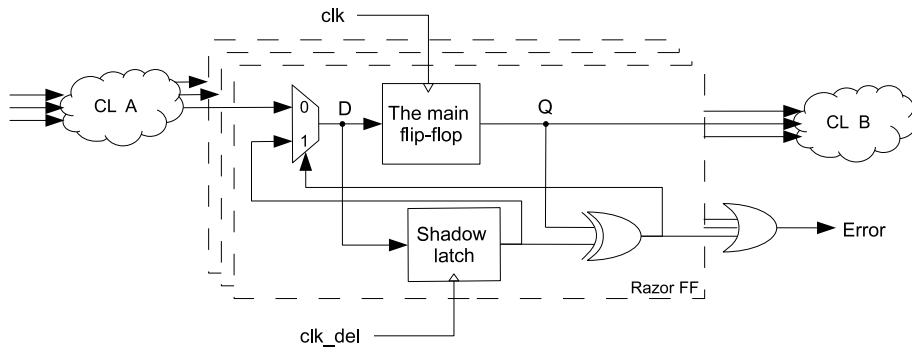 clk
CL A
0
D
The main
flip-flop
Q
CL B
1
Shadow
latch
Error
Razor FF
clk_del